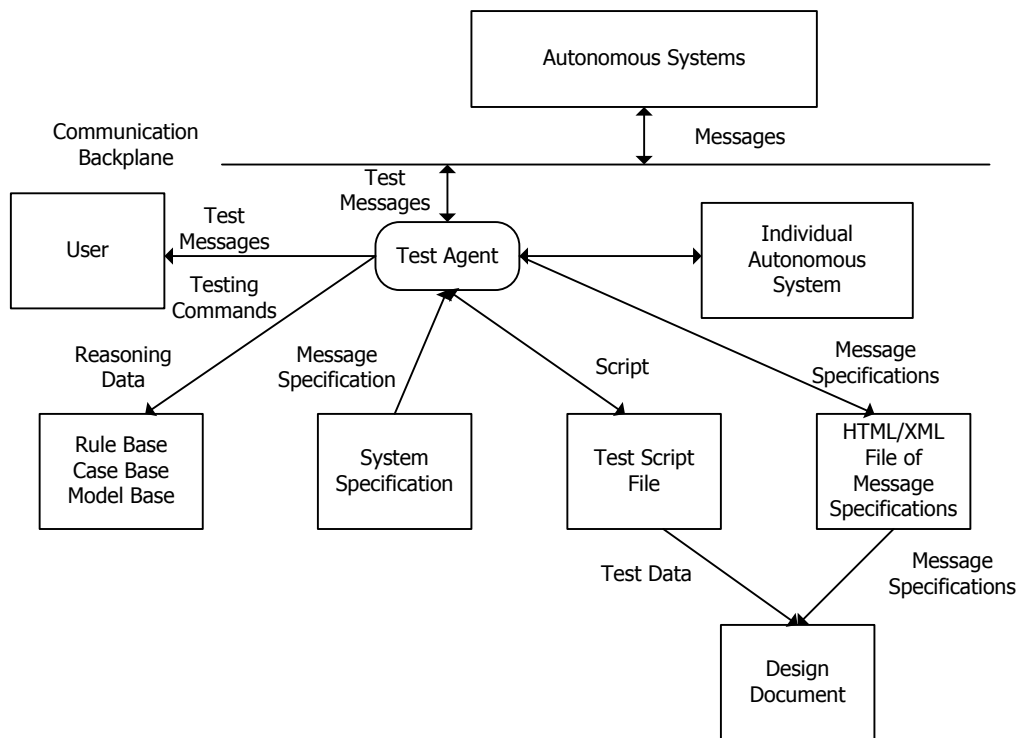 Autonomous Systems
Communication
Backplane
Messages
Test
Messages
User
Test
Messages
Test Agent
Individual
Autonomous
System
Testing
Commands
Reasoning
Data
Message
Specification
Script
Message
Specifications
Rule Base
Case Base
Model Base
System
Specification
Test Script
File
HTML/XML
File of
Message
Specifications
Test Data
Message
Specifications
Design
Document